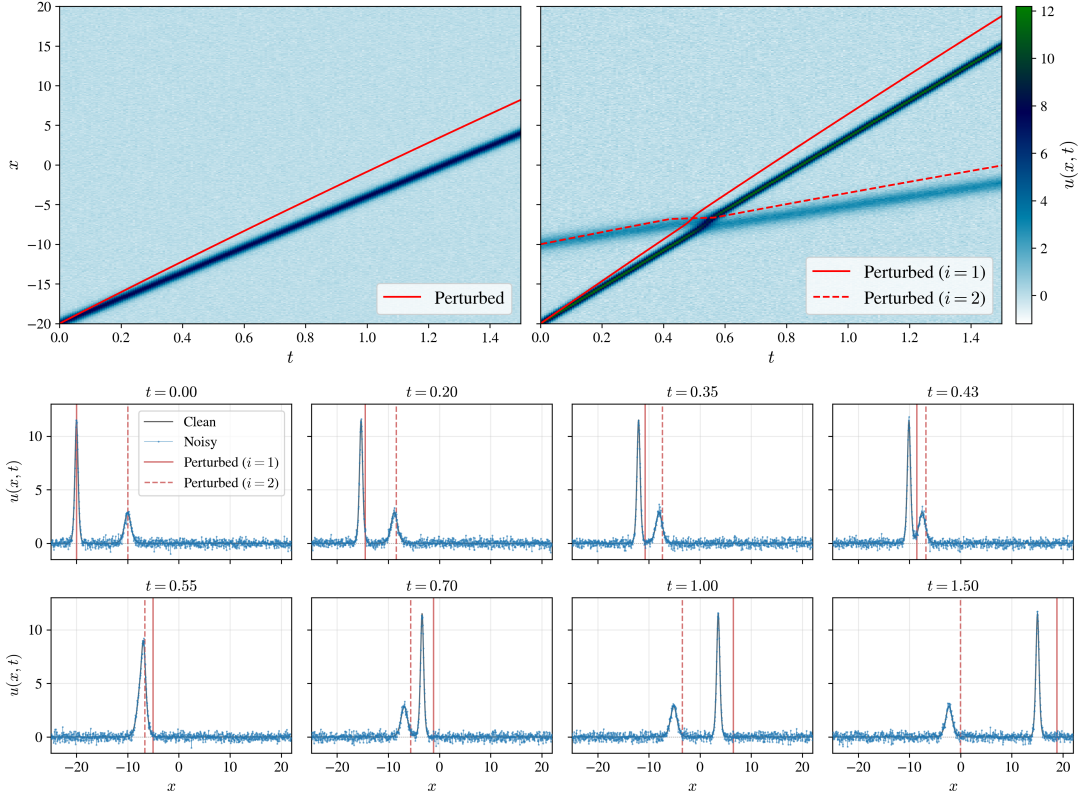 20
15
10
5
0
−5
−10
−15
−20
x
0.0 0.2 0.4 0.6 0.8 1.0 1.2 1.4
t
Perturbed
0.0 0.2 0.4 0.6 0.8 1.0 1.2 1.4
t
Perturbed (i = 1)
Perturbed (i = 2)
12
10
8
6
4
2
0
u(x, t)
t = 0.00
t = 0.20
t = 0.35
t = 0.43
10
5
0
u(x, t)
Clean
Noisy
Perturbed (i = 1)
Perturbed (i = 2)
t = 0.55
t = 0.70
t = 1.00
t = 1.50
10
5
0
u(x, t)
−20 −10 0 10 20
−20 −10 0 10 20
−20 −10 0 10 20
−20 −10 0 10 20
x
x
x
x